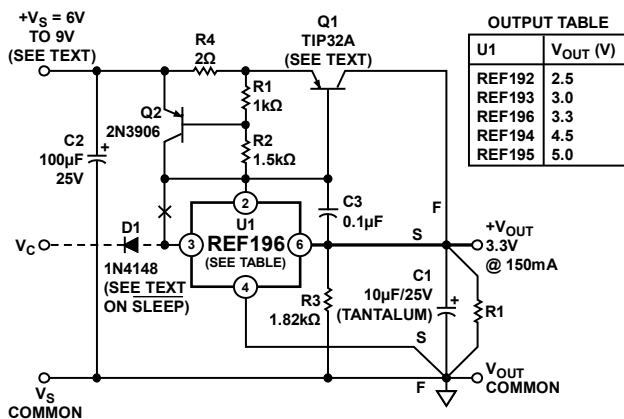 +VS = 6V
TO 9V
(SEE TEXT)
R4
2Ω
Q1
TIP32A
(SEE TEXT)
OUTPUT TABLE
U1 VOUT (V)
REF192 2.5
REF193 3.0
REF196 3.3
REF194 4.5
REF195 5.0
R1
1kΩ
Q2
2N3906
R2
1.5kΩ
C2
100µF
25V
+
C3
0.1µF
F
2
U1
REF196
(SEE TABLE)
3
6
4
S
+VOUT
3.3V
@ 150mA
VC
D1
1N4148
(SEE TEXT
ON SLEEP)
R3
1.82kΩ
C1
10µF/25V
(TANTALUM)
+
R1
S
F
VS
COMMON
VOUT
COMMON